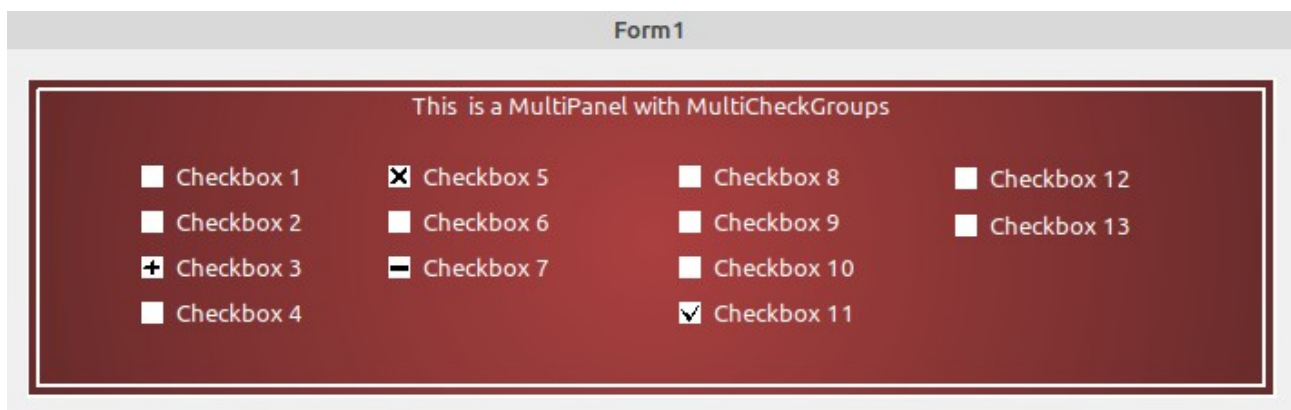 Form1
This is a MultiPanel with MultiCheckGroups
Checkbox 1
Checkbox 2
Checkbox 3
Checkbox 4
Checkbox 5
Checkbox 6
Checkbox 7
Checkbox 8
Checkbox 9
Checkbox 10
Checkbox 11
Checkbox 12
Checkbox 13